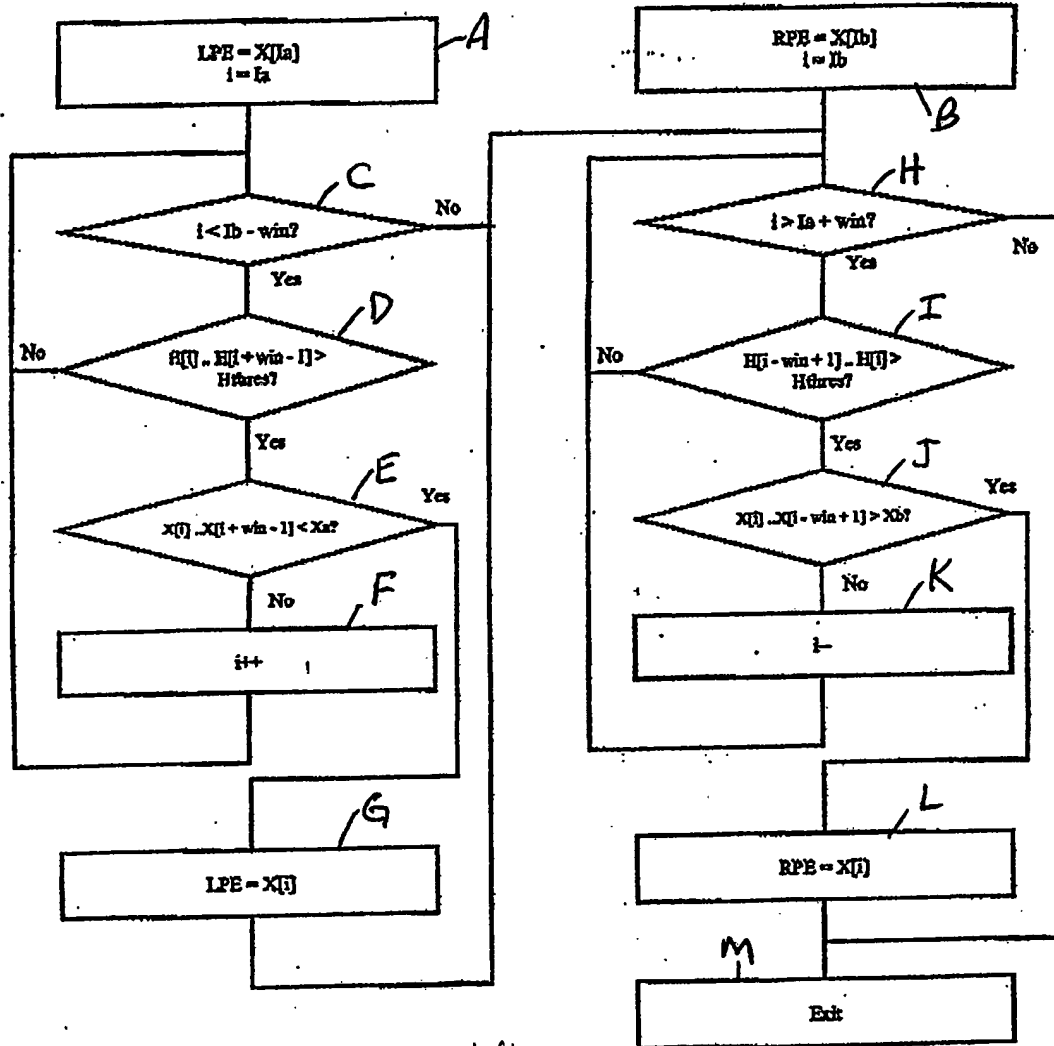 LPE = X[Ia]
i = Ia
A
C
i < Ib - win?
No
Yes
D
H[i] .. H[i + win - 1] >
Hthres?
No
Yes
E
X[i] ..X[i + win - 1] < Xa?
Yes
No
F
i++
G
LPE = X[i]
RPE = X[Ib]
i = Ib
B
H
i > Ia + win?
No
Yes
I
H[i - win + 1] .. H[i] >
Hthres?
No
Yes
J
X[i] ..X[i - win + 1] > Xb?
Yes
No
K
i-
L
RPE = X[i]
M
Exit